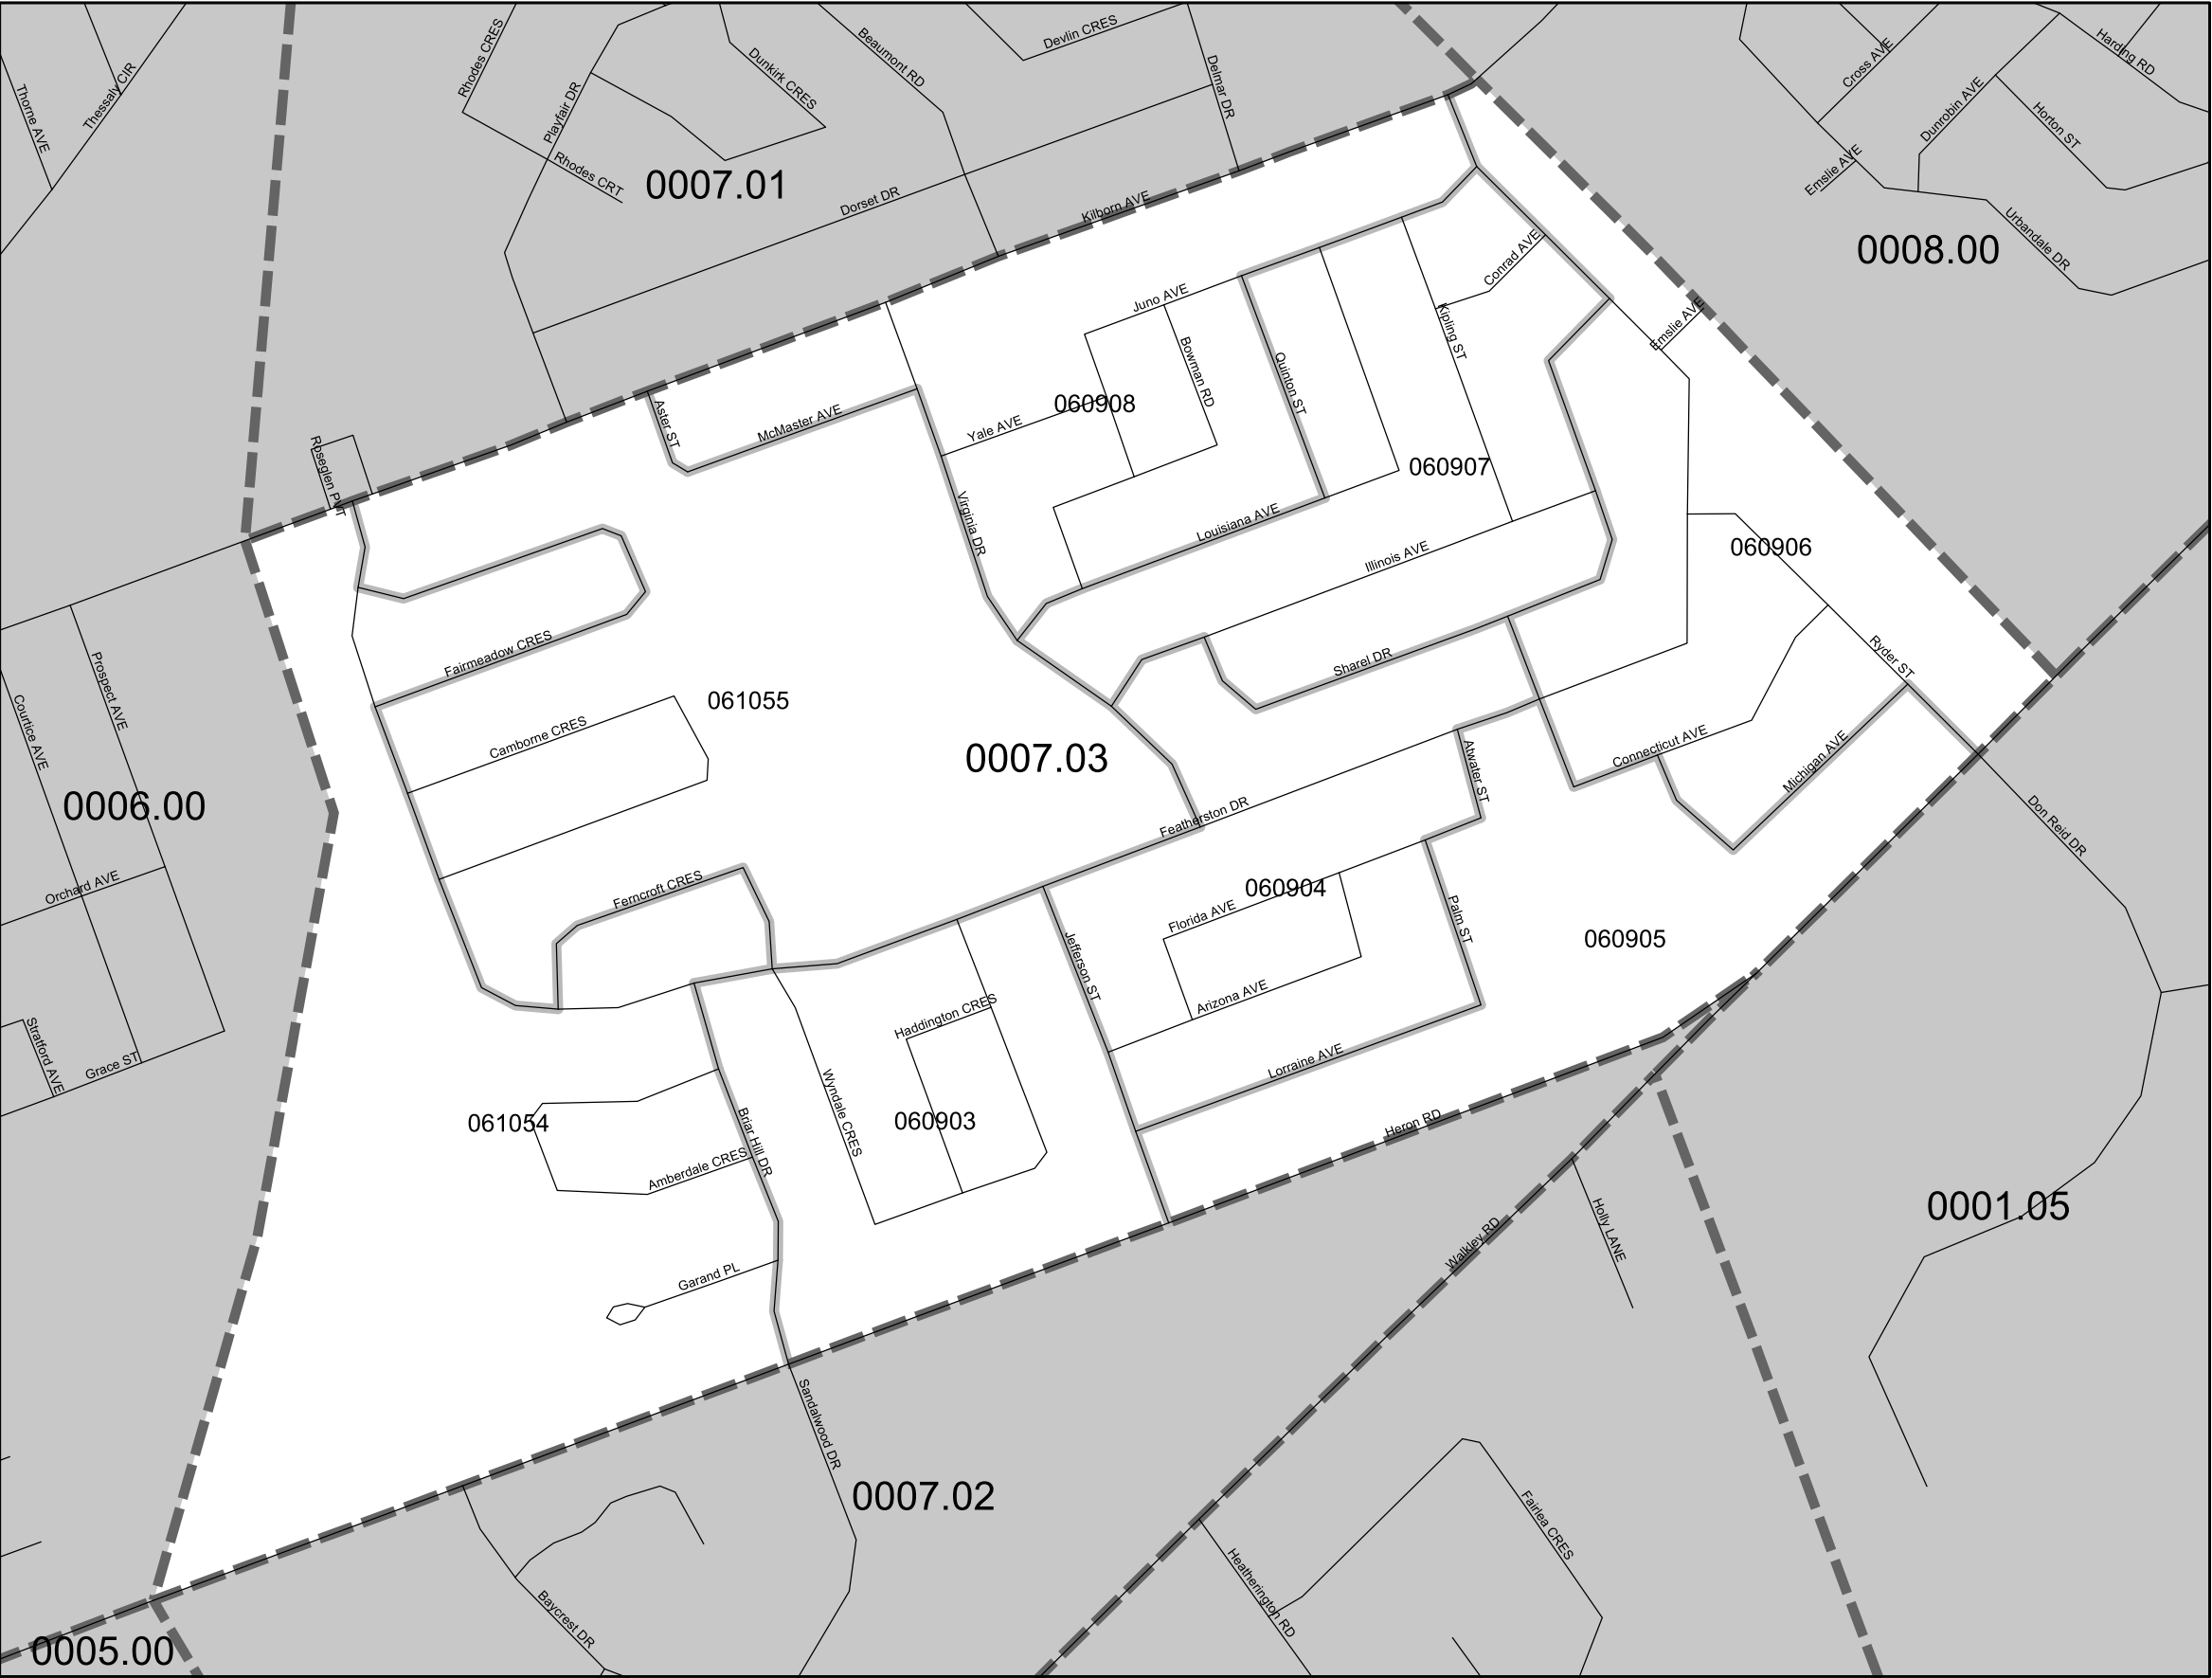 Thorne AVE
Thessaly CIR
Rhodes CRES
Playfair DR
Dunkirk CRES
Rhodes CRT
Beaumont RD
Devlin CRES
Delmar DR
Dorset DR
0007.01
Kilborn AVE
Cross AVE
Harding RD
Dunrobin AVE
Horton ST
Emslie AVE
Urbandale DR
0008.00
Conrad AVE
Juno AVE
Kipling ST
Emslie AVE
Bowman RD
Quinton ST
060908
Yale AVE
McMaster AVE
Aster ST
Roseglen PVT
060907
Virginia DR
Louisiana AVE
Illinois AVE
060906
Fairmeadow CRES
Sharel DR
Ryder ST
Prospect AVE
Courtice AVE
061055
Camborne CRES
0007.03
Connecticut AVE
Michigan AVE
Atwater ST
Don Reid DR
0006.00
Featherston DR
Orchard AVE
Ferncroft CRES
060904
Florida AVE
Palm ST
060905
Jefferson ST
Arizona AVE
Haddington CRES
Stratford AVE
Grace ST
Lorraine AVE
Wyndale CRES
060903
061054
Briar Hill DR
Amberdale CRES
Heron RD
0001.05
Holly LANE
Walkley RD
Garand PL
Sandalwood DR
0007.02
Fairlea CRES
Heatherington RD
Baycrest DR
0005.00